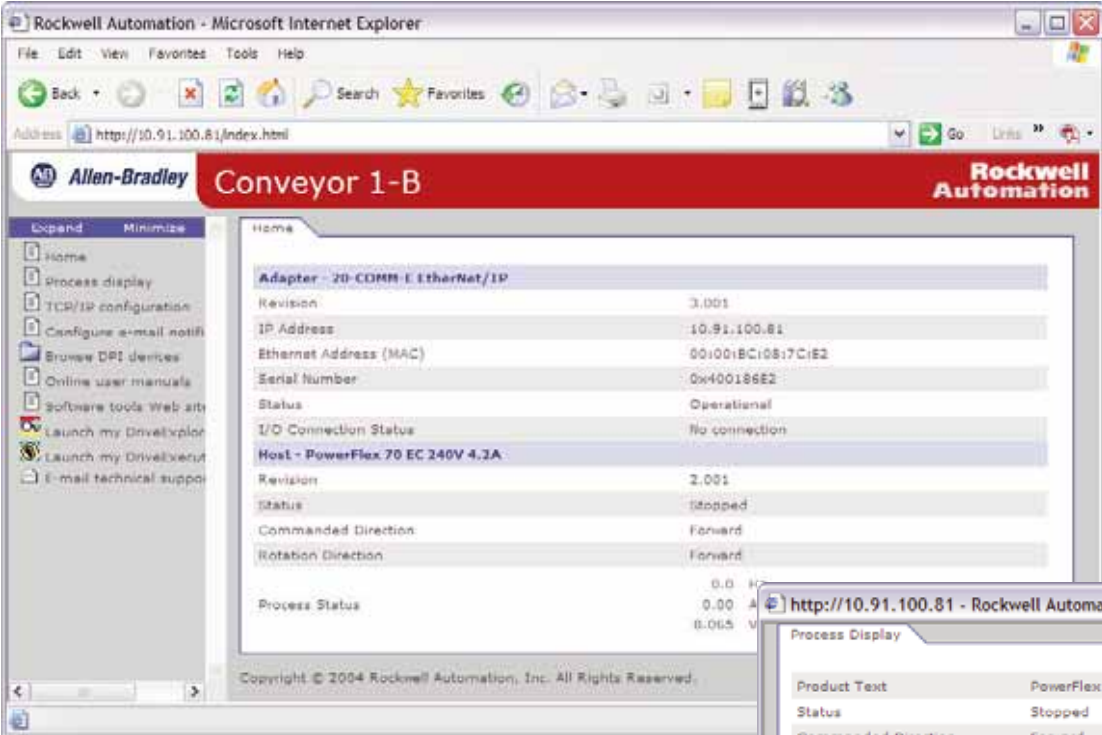 Rockwell Automation - Microsoft Internet Explorer
File Edit View Favorites Tools Help
Back Search Favorites
Address http://10.91.100.81/index.html Go Links »
AB Allen-Bradley Conveyor 1-B Rockwell Automation
Expand Minimize
Home
Process display
TCP/IP configuration
Configure e-mail notifi
Browse DPI devices
Online user manuals
Software tools Web site
Launch my DriveExplor
Launch my DriveExecut
E-mail technical suppo
Home
Adapter - 20-COMM-E EtherNet/IP
Revision 3.001
IP Address 10.91.100.81
Ethernet Address (MAC) 00:00:BC:08:7C:E2
Serial Number 0x400186E2
Status Operational
I/O Connection Status No connection
Host - PowerFlex 70 EC 240V 4.2A
Revision 2.001
Status Stopped
Commanded Direction Forward
Rotation Direction Forward
Process Status
0.0 Hz
0.00 A
0.065 V
Copyright © 2004 Rockwell Automation, Inc. All Rights Reserved.
http://10.91.100.81 - Rockwell Automa
Process Display
Product Text PowerFlex
Status Stopped
Commanded Direction Forward